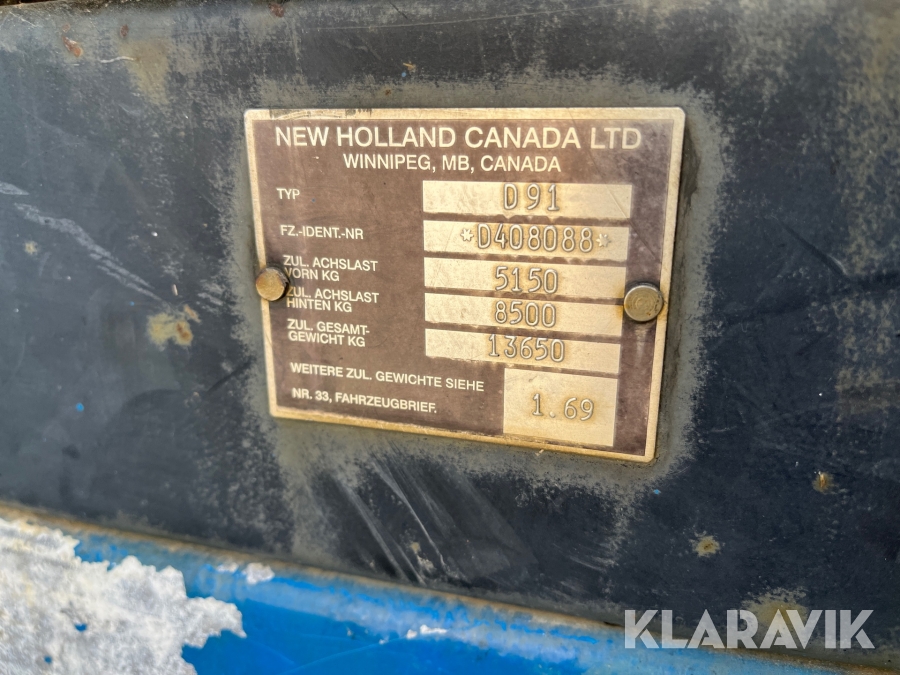 NEW HOLLAND CANADA LTD
WINNIPEG, MB, CANADA
TYP D91
FZ.-IDENT.-NR *D408088*
ZUL. ACHSLAST
VORN KG 5150
ZUL. ACHSLAST
HINTEN KG 8500
ZUL. GESAMT-
GEWICHT KG 13650
WEITERE ZUL. GEWICHTE SIEHE
NR. 33, FAHRZEUGBRIEF. 1.69
KLARAVIK